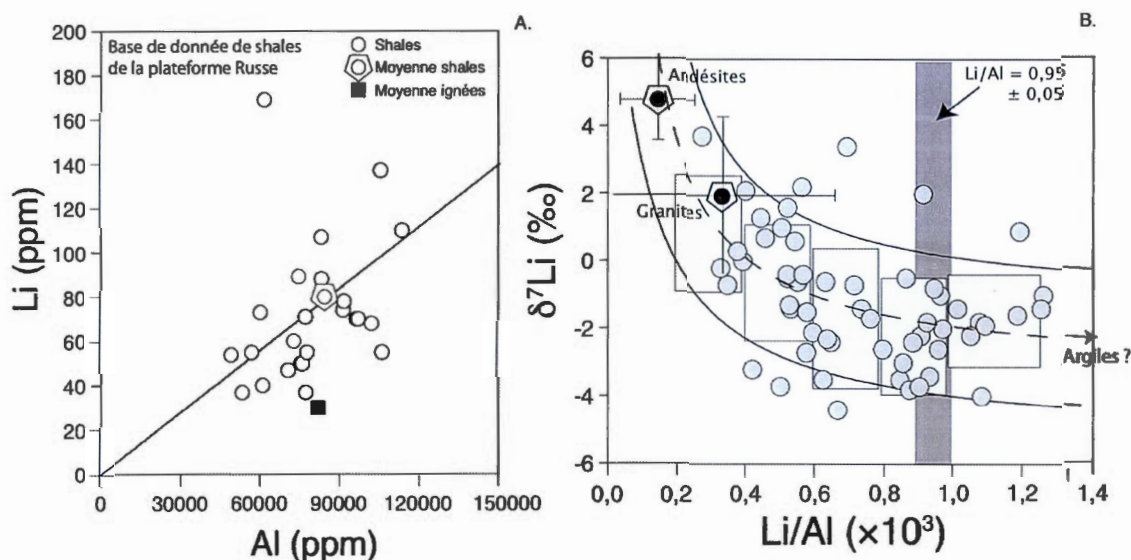 A.
Base de donnée de shales
de la plateforme Russe
Shales
Moyenne shales
Moyenne ignées
200
180
160
140
120
100
80
60
40
20
0
Li (ppm)
0
30000
60000
90000
120000
150000
Al (ppm)
B.
Andésites
Granites
Li/Al = 0,95
± 0,05
Argiles ?
6
4
2
0
-2
-4
-6
δ⁷Li (‰)
0,0
0,2
0,4
0,6
0,8
1,0
1,2
1,4
Li/Al (×10³)